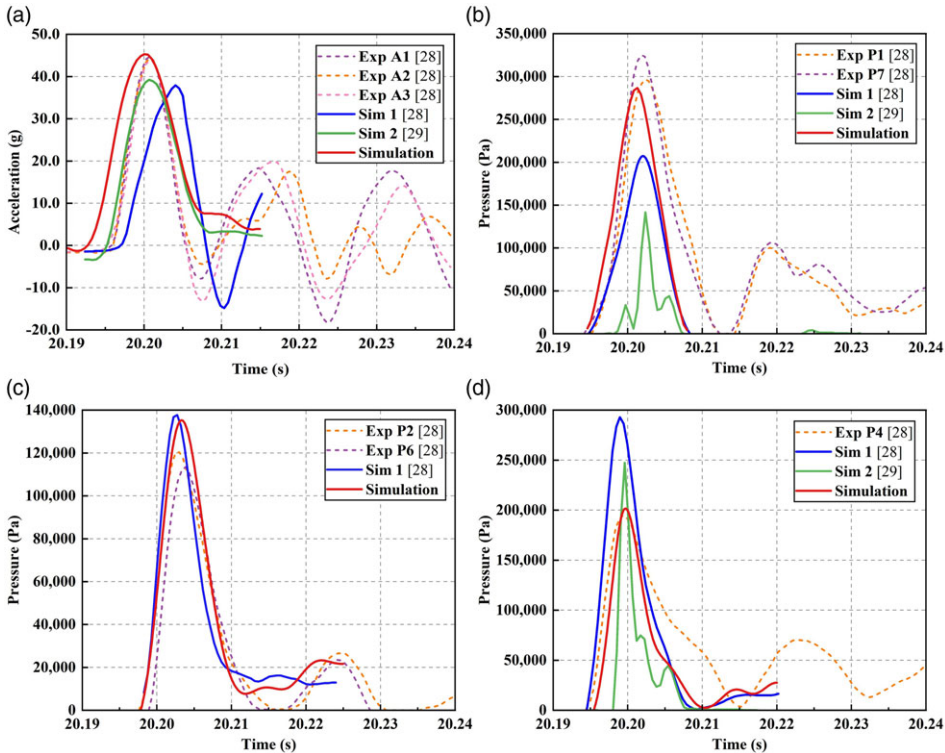 (a)
50.0
40.0
30.0
20.0
10.0
0.0
-10.0
-20.0
Acceleration (g)
20.19 20.20 20.21 20.22 20.23 20.24
Time (s)
Exp A1 [28]
Exp A2 [28]
Exp A3 [28]
Sim 1 [28]
Sim 2 [29]
Simulation
(b)
350,000
300,000
250,000
200,000
150,000
100,000
50,000
0
Pressure (Pa)
20.19 20.20 20.21 20.22 20.23 20.24
Time (s)
Exp P1 [28]
Exp P7 [28]
Sim 1 [28]
Sim 2 [29]
Simulation
(c)
140,000
120,000
100,000
80,000
60,000
40,000
20,000
0
Pressure (Pa)
20.19 20.20 20.21 20.22 20.23 20.24
Time (s)
Exp P2 [28]
Exp P6 [28]
Sim 1 [28]
Simulation
(d)
300,000
250,000
200,000
150,000
100,000
50,000
0
Pressure (Pa)
20.19 20.20 20.21 20.22 20.23 20.24
Time (s)
Exp P4 [28]
Sim 1 [28]
Sim 2 [29]
Simulation